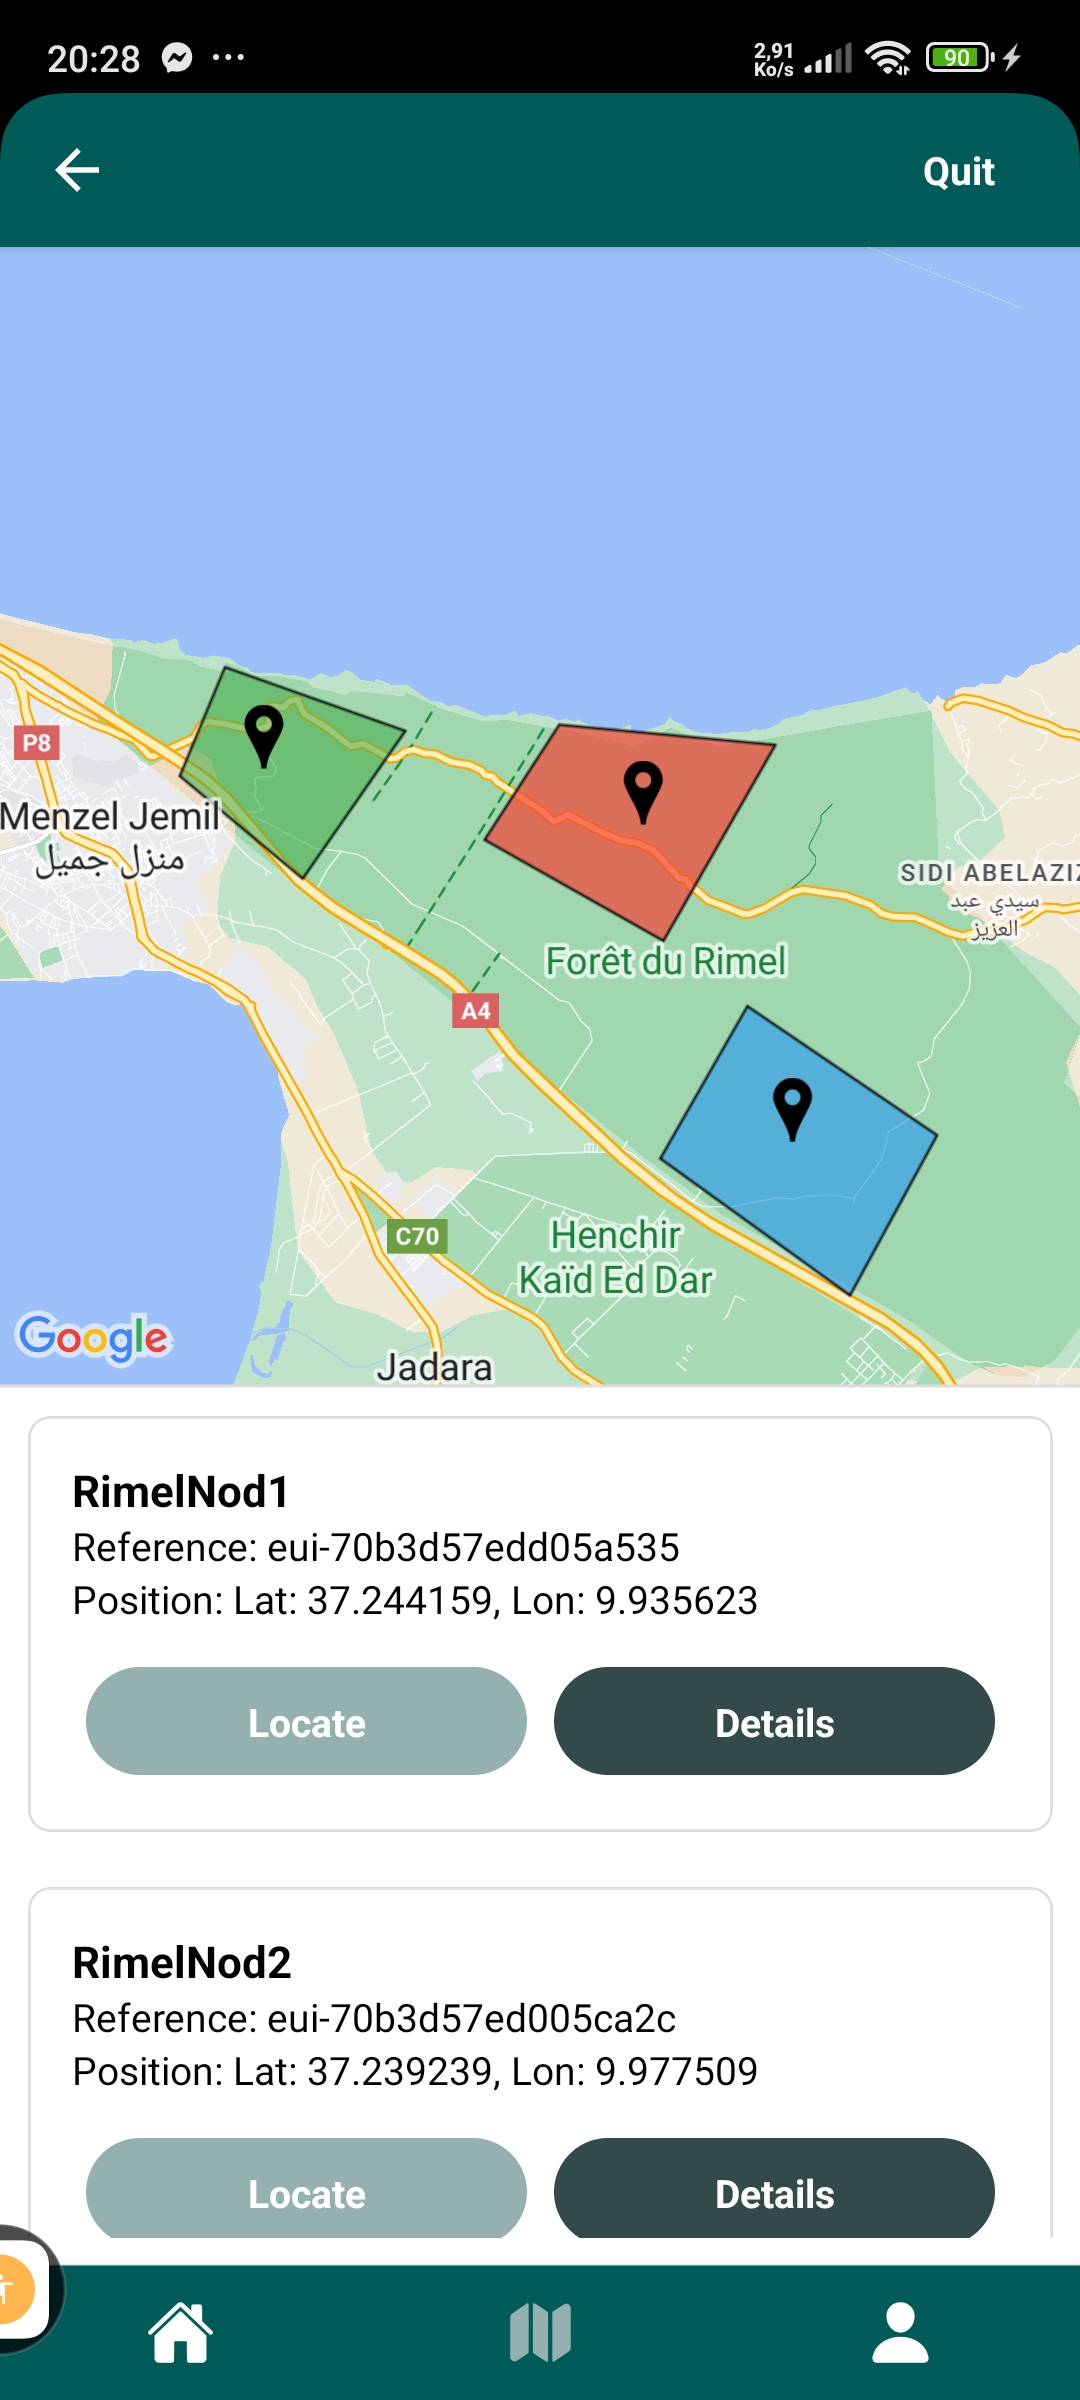 20:28
2,91
Ko/s
90
Quit
P8
Menzel Jemil
منزل جميل
SIDI ABELAZIZ
سيدي عبد
العزيز
Forêt du Rimel
A4
C70
Henchir
Kaïd Ed Dar
Google
Jadara
RimelNod1
Reference: eui-70b3d57edd05a535
Position: Lat: 37.244159, Lon: 9.935623
Locate
Details
RimelNod2
Reference: eui-70b3d57ed005ca2c
Position: Lat: 37.239239, Lon: 9.977509
Locate
Details